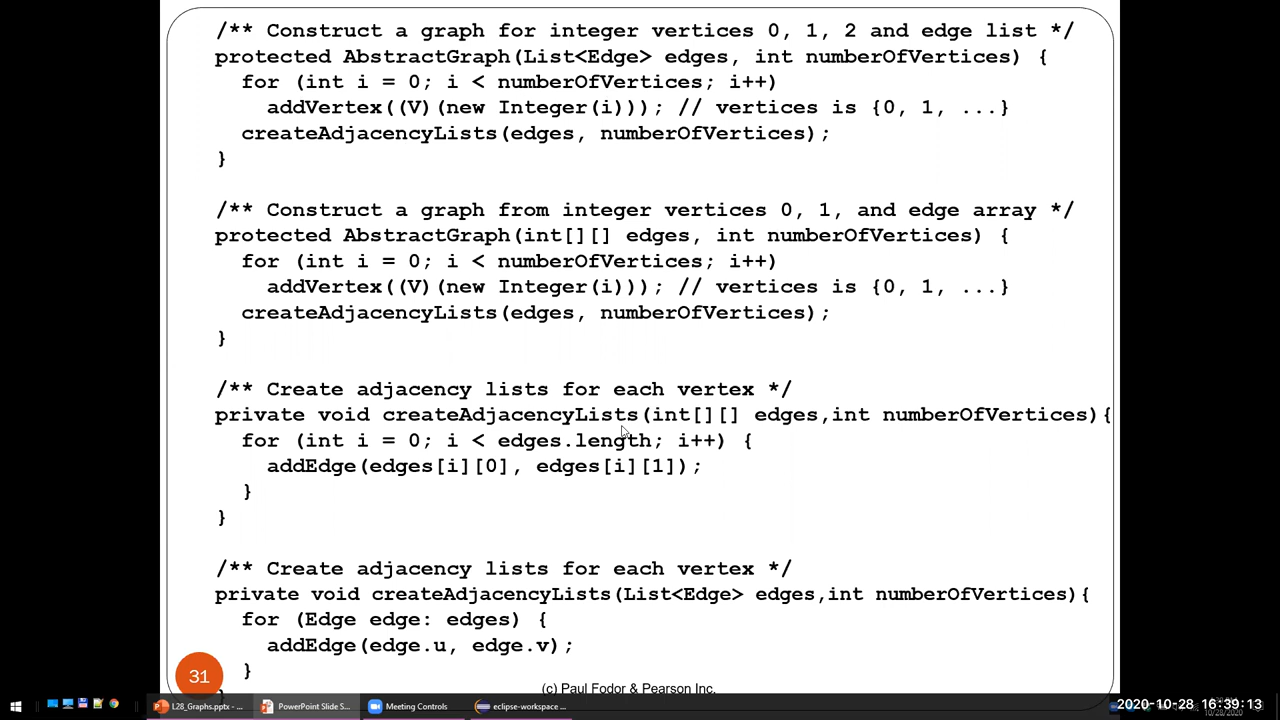 /** Construct a graph for integer vertices 0, 1, 2 and edge list */
protected AbstractGraph(List<Edge> edges, int numberOfVertices) {
for (int i = 0; i < numberOfVertices; i++)
addVertex((V)(new Integer(i))); // vertices is {0, 1, ...}
createAdjacencyLists(edges, numberOfVertices);
}
/** Construct a graph from integer vertices 0, 1, and edge array */
protected AbstractGraph(int[][] edges, int numberOfVertices) {
for (int i = 0; i < numberOfVertices; i++)
addVertex((V)(new Integer(i))); // vertices is {0, 1, ...}
createAdjacencyLists(edges, numberOfVertices);
}
/** Create adjacency lists for each vertex */
private void createAdjacencyLists(int[][] edges,int numberOfVertices){
for (int i = 0; i < edges.length; i++) {
addEdge(edges[i][0], edges[i][1]);
}
}
/** Create adjacency lists for each vertex */
private void createAdjacencyLists(List<Edge> edges,int numberOfVertices){
for (Edge edge: edges) {
addEdge(edge.u, edge.v);
}
31
(c) Paul Fodor & Pearson Inc.
L28_Graphs.pptx - ...
PowerPoint Slide S...
Meeting Controls
eclipse-workspace ...
2020-10-28 16:39:13